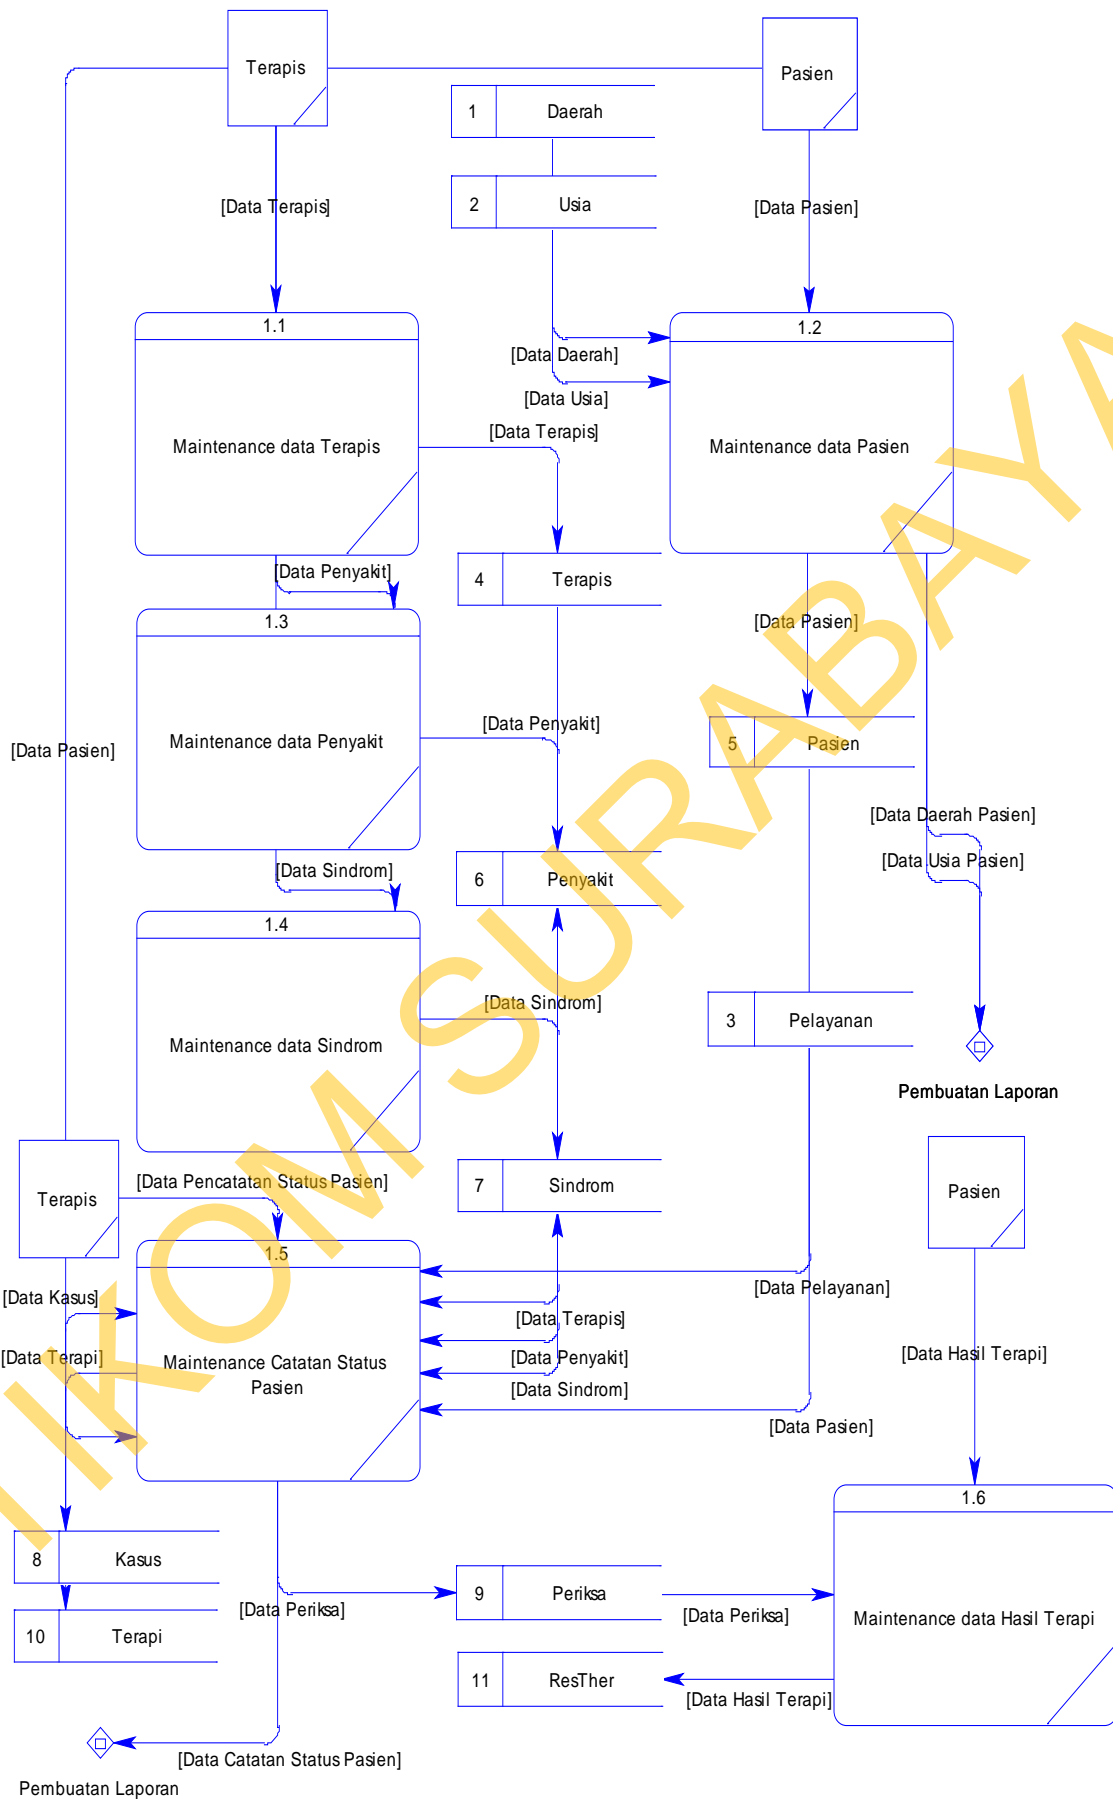 Terapis
Pasien
1 Daerah
2 Usia
[Data Terapis]
[Data Pasien]
1.1
Maintenance data Terapis
1.2
Maintenance data Pasien
[Data Daerah]
[Data Usia]
[Data Terapis]
[Data Penyakit]
4 Terapis
1.3
Maintenance data Penyakit
[Data Pasien]
[Data Penyakit]
[Data Pasien]
5 Pasien
[Data Daerah Pasien]
[Data Usia Pasien]
[Data Sindrom]
6 Penyakit
1.4
Maintenance data Sindrom
[Data Sindrom]
3 Pelayanan
Pembuatan Laporan
Terapis
[Data Pencatatan Status Pasien]
7 Sindrom
Pasien
1.5
Maintenance Catatan Status
Pasien
[Data Kasus]
[Data Terapi]
[Data Pelayanan]
[Data Terapis]
[Data Penyakit]
[Data Sindrom]
[Data Pasien]
[Data Hasil Terapi]
1.6
Maintenance data Hasil Terapi
8 Kasus
10 Terapi
[Data Periksa]
9 Periksa
[Data Periksa]
11 ResTher
[Data Hasil Terapi]
[Data Catatan Status Pasien]
Pembuatan Laporan
IKOM SURABAYA